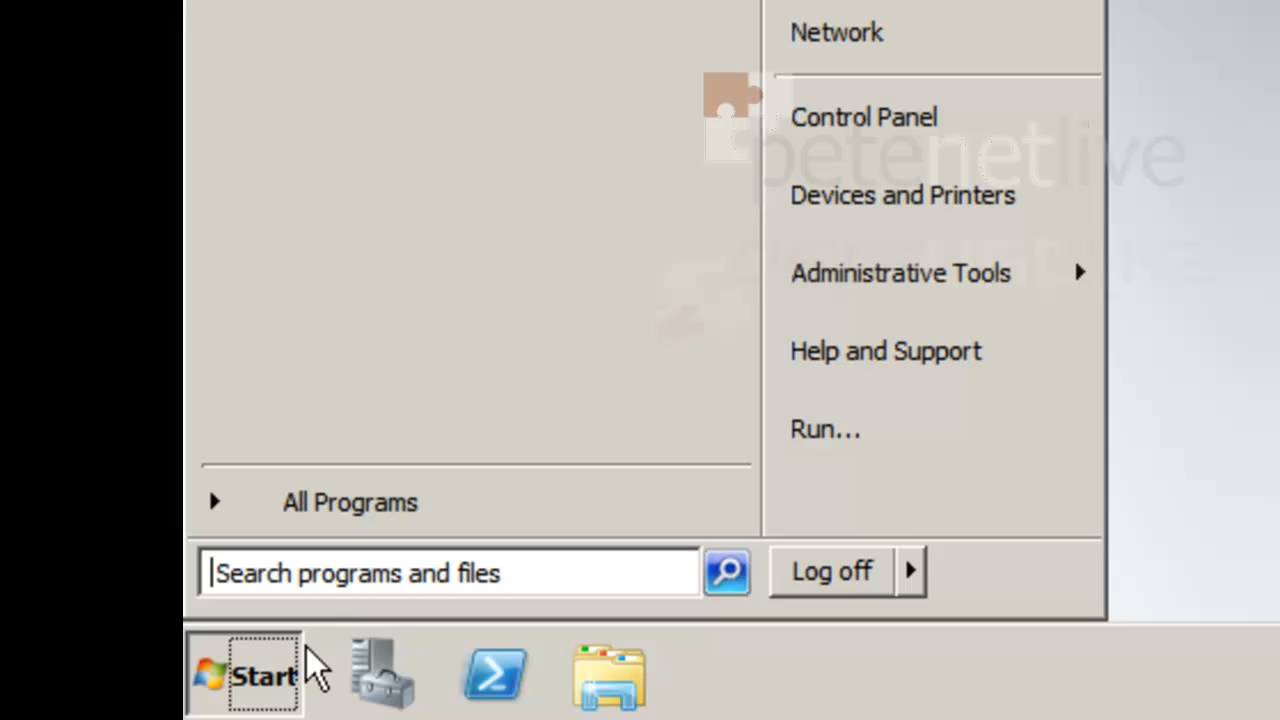 Network
Control Panel
petenetlive
Devices and Printers
Administrative Tools
Help and Support
Run...
All Programs
Search programs and files
Log off
Start